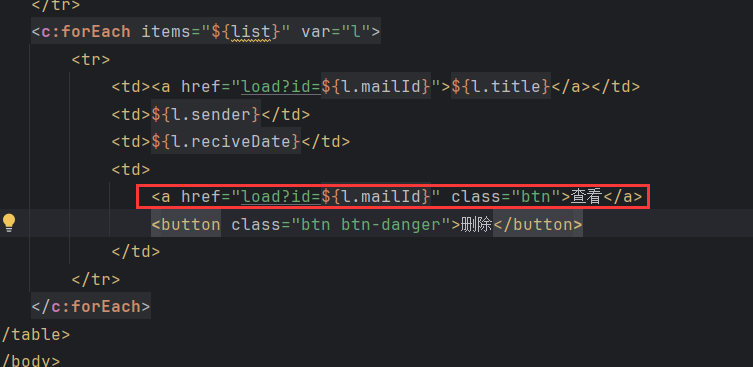 </tr>
<c:forEach items="${list}" var="l">
<tr>
<td><a href="load?id=${l.mailId}">${l.title}</a></td>
<td>${l.sender}</td>
<td>${l.reciveDate}</td>
<td>
<a href="load?id=${l.mailId}" class="btn">查看</a>
<button class="btn btn-danger">删除</button>
</td>
</tr>
</c:forEach>
/table>
/body>